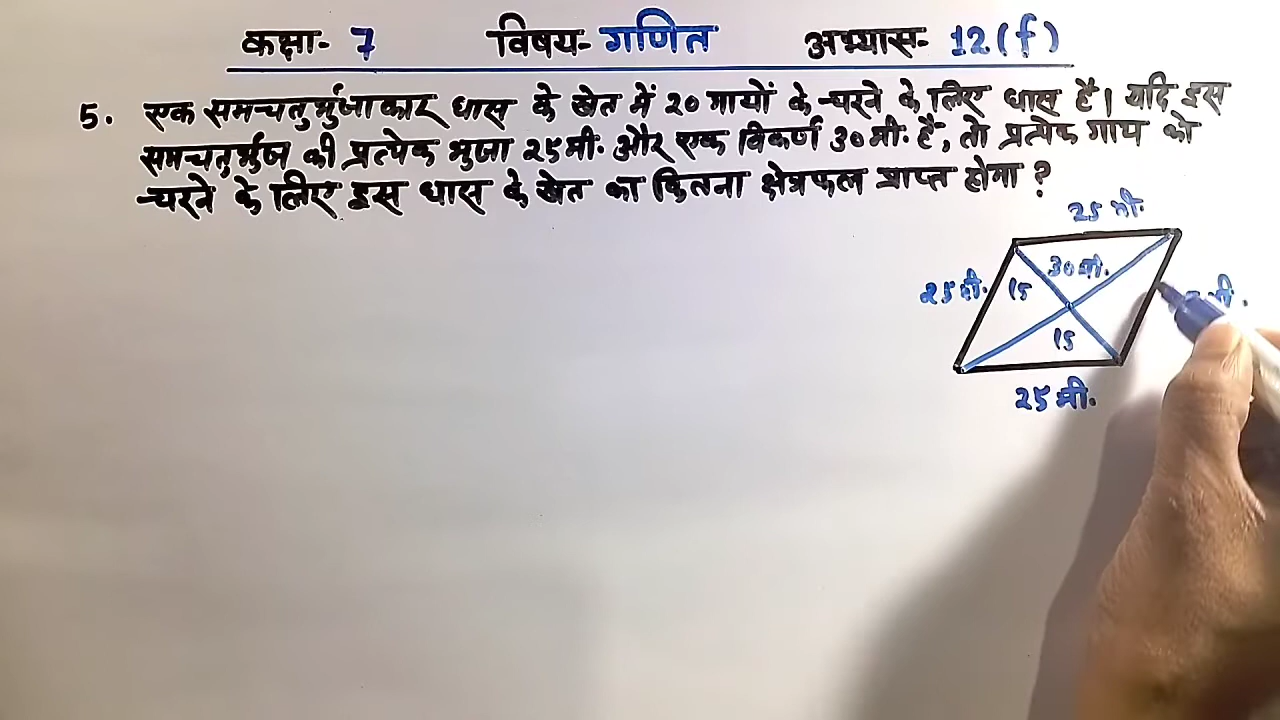 कक्षा- 7 विषय- गणित अभ्यास- 12(f)
5. एक समचतुर्भुजाकार घास के खेत में 20 गायों के चरने के लिए घास है। यदि इस
समचतुर्भुज की प्रत्येक भुजा 25 मी. और एक विकर्ण 30 मी. है, तो प्रत्येक गाय को
चरने के लिए इस घास के खेत का कितना क्षेत्रफल प्राप्त होगा ?
25 मी.
30 मी.
25 मी. 15
15
25 मी.